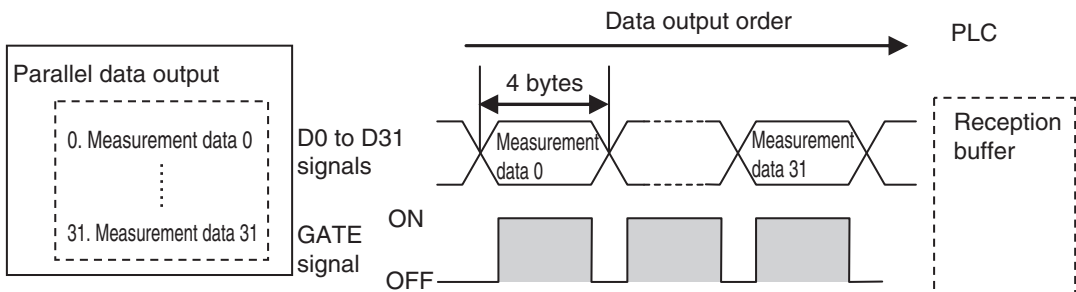 Data output order
PLC
Parallel data output
4 bytes
0. Measurement data 0
D0 to D31
signals
Measurement
data 0
Measurement
data 31
Reception
buffer
31. Measurement data 31
GATE
signal
ON
OFF